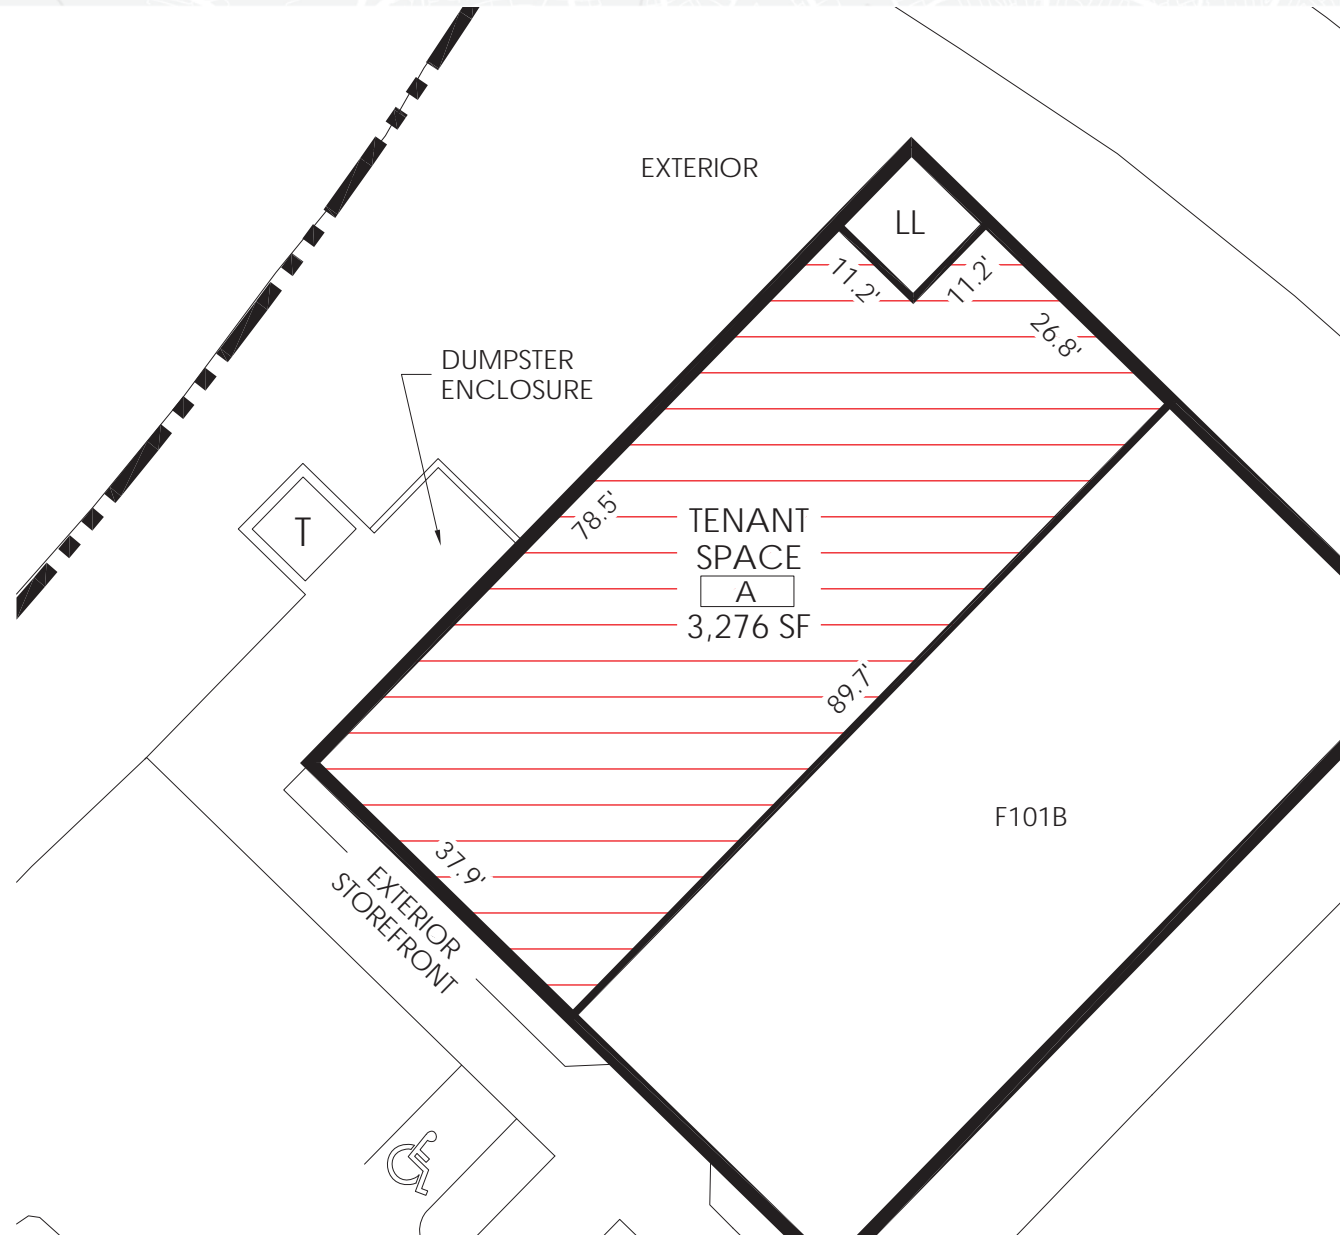 EXTERIOR
LL
11.2'
11.2'
26.8'
DUMPSTER
ENCLOSURE
T
78.5'
TENANT
SPACE
A
3,276 SF
89.7'
F101B
37.9'
EXTERIOR
STOREFRONT